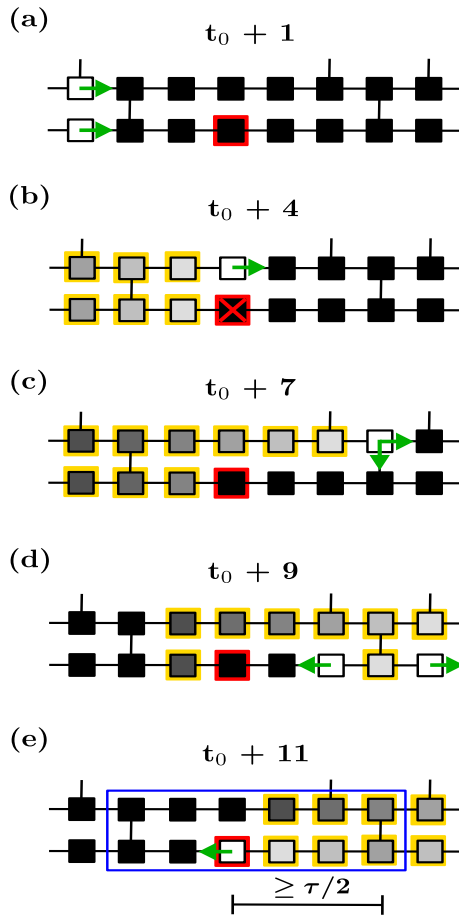 (a)
t₀ + 1
(b)
t₀ + 4
(c)
t₀ + 7
(d)
t₀ + 9
(e)
t₀ + 11
≥ τ/2